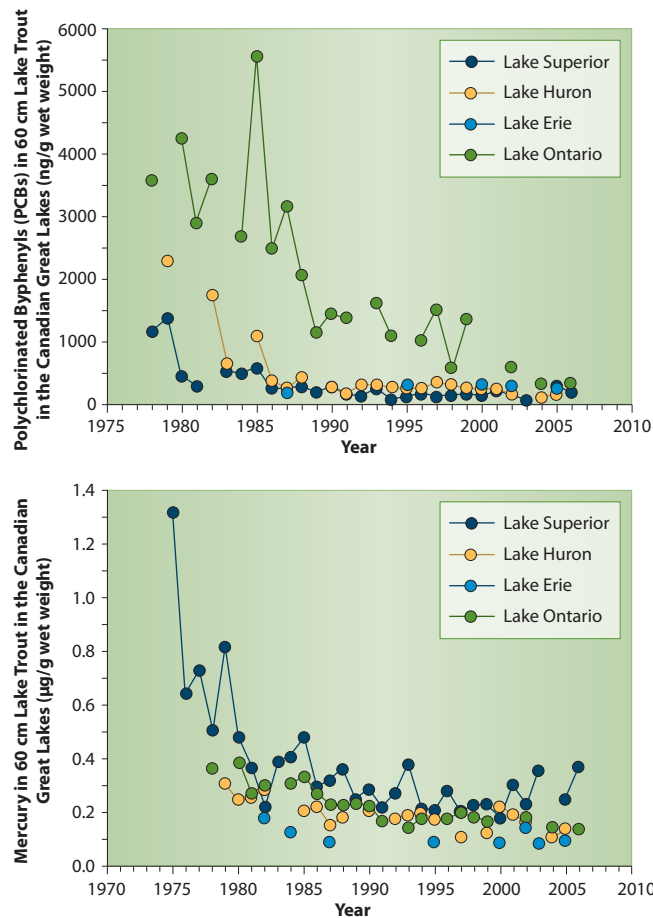 Polychlorinated Byphenyls (PCBs) in 60 cm Lake Trout
in the Canadian Great Lakes (ng/g wet weight)
6000
5000
4000
3000
2000
1000
0
Lake Superior
Lake Huron
Lake Erie
Lake Ontario
1975 1980 1985 1990 1995 2000 2005 2010
Year
Mercury in 60 cm Lake Trout in the Canadian
Great Lakes (µg/g wet weight)
1.4
1.2
1.0
0.8
0.6
0.4
0.2
0.0
Lake Superior
Lake Huron
Lake Erie
Lake Ontario
1970 1975 1980 1985 1990 1995 2000 2005 2010
Year